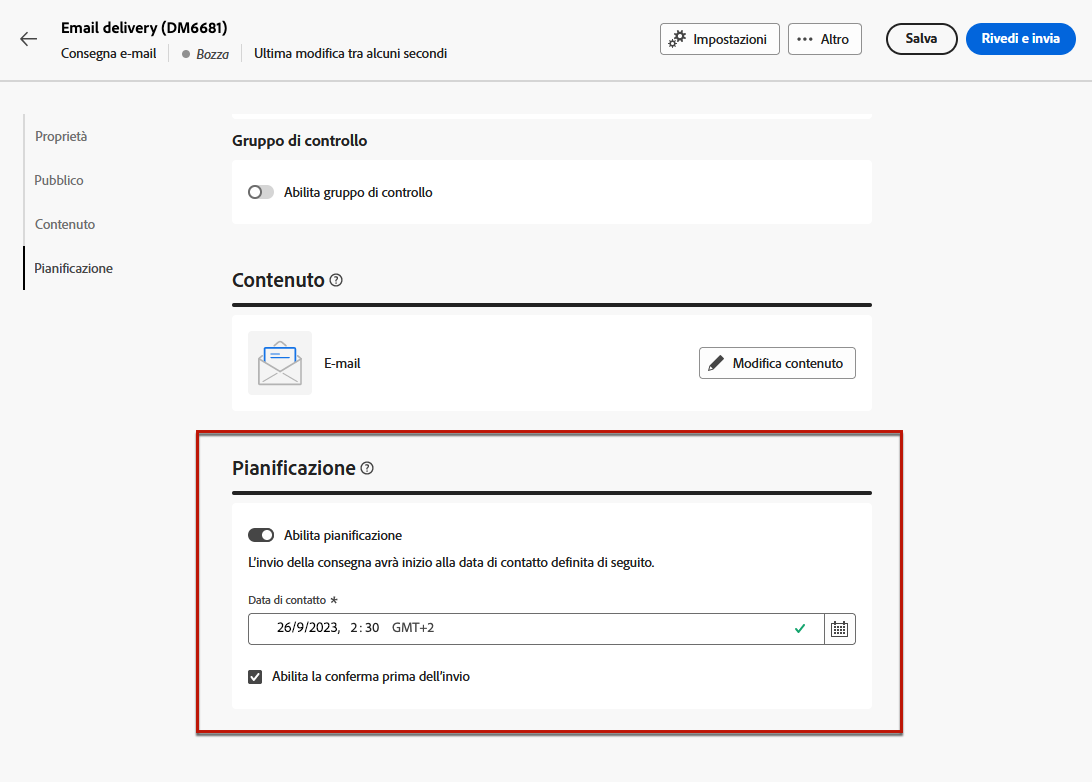 Email delivery (DM6681)
Consegna e-mail
Bozza
Ultima modifica tra alcuni secondi
Impostazioni
Altro
Salva
Rivedi e invia
Proprietà
Pubblico
Contenuto
Pianificazione
Gruppo di controllo
Abilita gruppo di controllo
Contenuto
E-mail
Modifica contenuto
Pianificazione
Abilita pianificazione
L'invio della consegna avrà inizio alla data di contatto definita di seguito.
Data di contatto *
26/9/2023, 2:30 GMT+2
Abilita la conferma prima dell'invio